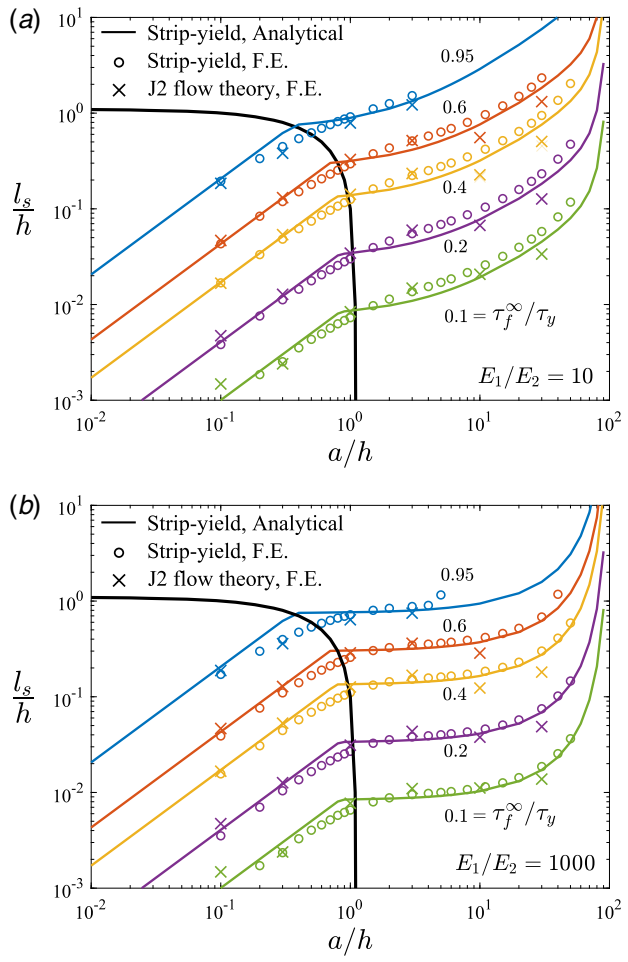 (a)
10^1
Strip-yield, Analytical
Strip-yield, F.E.
J2 flow theory, F.E.
0.95
10^0
0.6
l_s/h
0.4
10^-1
0.2
10^-2
0.1 = τ_f^∞/τ_y
E_1/E_2 = 10
10^-3
10^-2 10^-1 10^0 10^1 10^2
a/h
(b)
10^1
Strip-yield, Analytical
Strip-yield, F.E.
J2 flow theory, F.E.
0.95
10^0
0.6
l_s/h
0.4
10^-1
0.2
10^-2
0.1 = τ_f^∞/τ_y
E_1/E_2 = 1000
10^-3
10^-2 10^-1 10^0 10^1 10^2
a/h